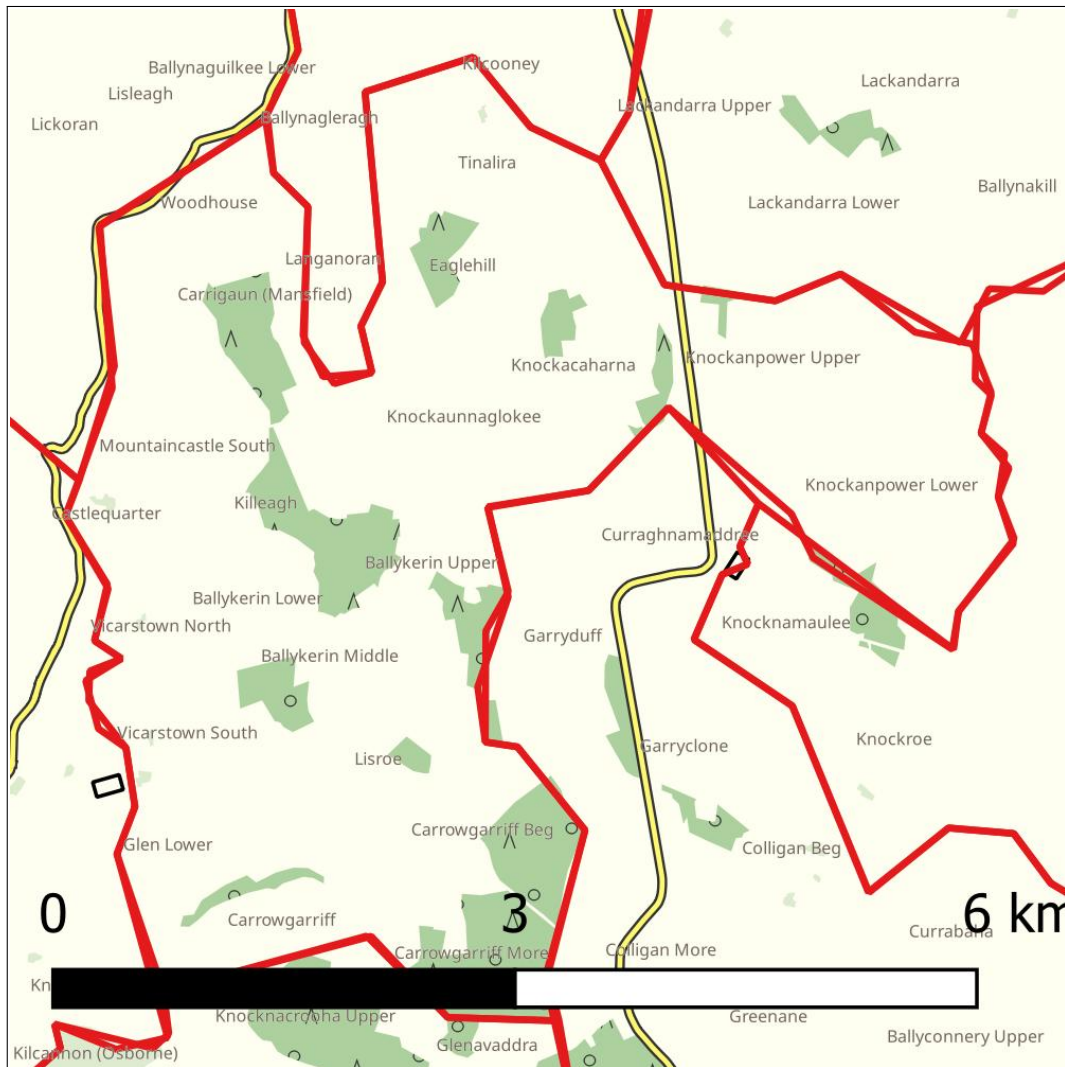 Ballynaguilkee Lower
Kilcooney
Lackandarra
Lisleagh
Lackandarra Upper
Lickoran
Ballynagleragh
Tinalira
Ballynakill
Woodhouse
Lackandarra Lower
Langanoran
Eaglehill
Carrigaun (Mansfield)
Knockacaharna
Knockanpower Upper
Knockaunnaglokee
Mountaincastle South
Knockanpower Lower
Killeagh
Castlequarter
Curraghnamaddree
Ballykerin Upper
Ballykerin Lower
Vicarstown North
Knocknamaulee
Garryduff
Ballykerin Middle
Vicarstown South
Knockroe
Garryclone
Lisroe
Carrowgarriff Beg
Glen Lower
Colligan Beg
0
3
6 km
Carrowgarriff
Currabaha
Carrowgarriff More
Colligan More
Kn
Knocknacrooha Upper
Greenane
Ballyconnery Upper
Glenavaddra
Kilcannon (Osborne)